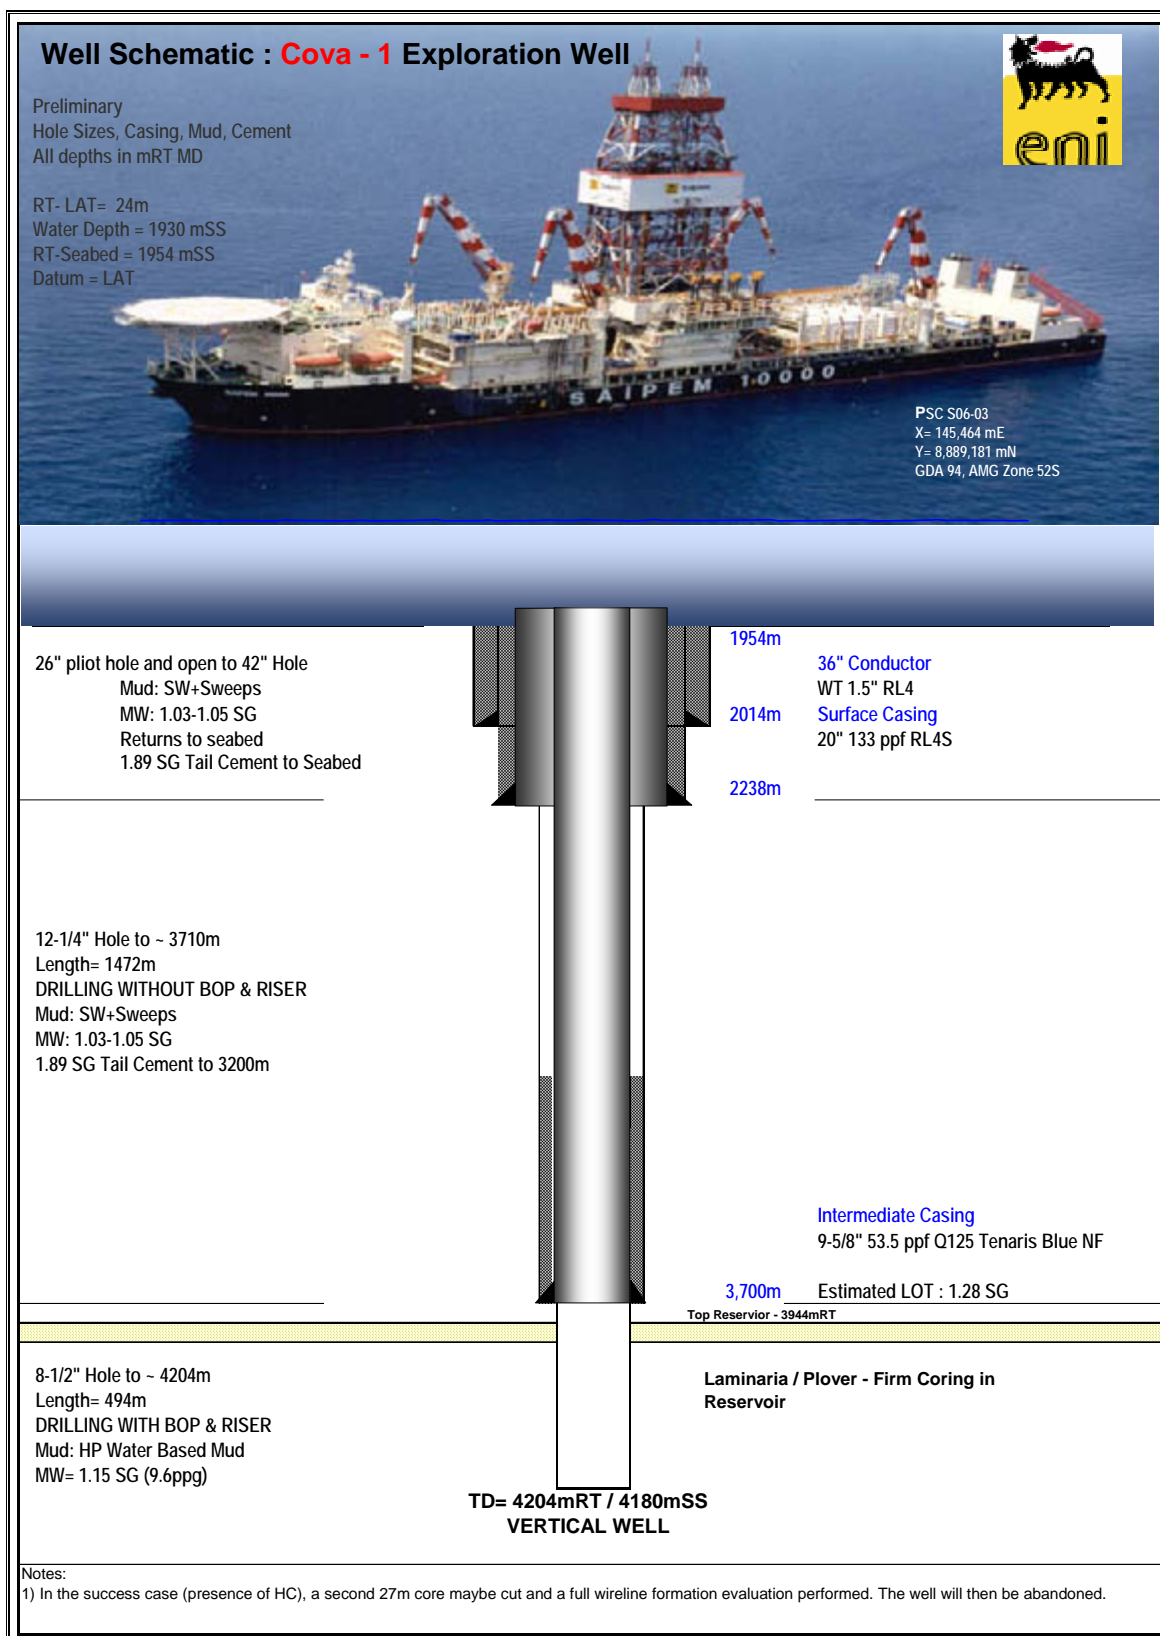 Well Schematic : Cova - 1 Exploration Well
Preliminary
Hole Sizes, Casing, Mud, Cement
All depths in mRT MD
RT- LAT=  24m
Water Depth = 1930 mSS
RT-Seabed = 1954 mSS
Datum = LAT
eni
SAIPEM 10000
PSC S06-03
X= 145,464 mE
Y= 8,889,181 mN
GDA 94, AMG Zone 52S
1954m
26" pliot hole and open to 42" Hole
Mud: SW+Sweeps
MW: 1.03-1.05 SG
Returns to seabed
1.89 SG Tail Cement to Seabed
36" Conductor
WT 1.5" RL4
2014m
Surface Casing
20" 133 ppf RL4S
2238m
12-1/4" Hole to ~ 3710m
Length= 1472m
DRILLING WITHOUT BOP & RISER
Mud: SW+Sweeps
MW: 1.03-1.05 SG
1.89 SG Tail Cement to 3200m
Intermediate Casing
9-5/8" 53.5 ppf Q125 Tenaris Blue NF
3,700m
Estimated LOT : 1.28 SG
Top Reservior - 3944mRT
8-1/2" Hole to ~ 4204m
Length= 494m
DRILLING WITH BOP & RISER
Mud: HP Water Based Mud
MW= 1.15 SG (9.6ppg)
Laminaria / Plover - Firm Coring in
Reservoir
TD= 4204mRT / 4180mSS
VERTICAL WELL
Notes:
1) In the success case (presence of HC), a second 27m core maybe cut and a full wireline formation evaluation performed. The well will then be abandoned.